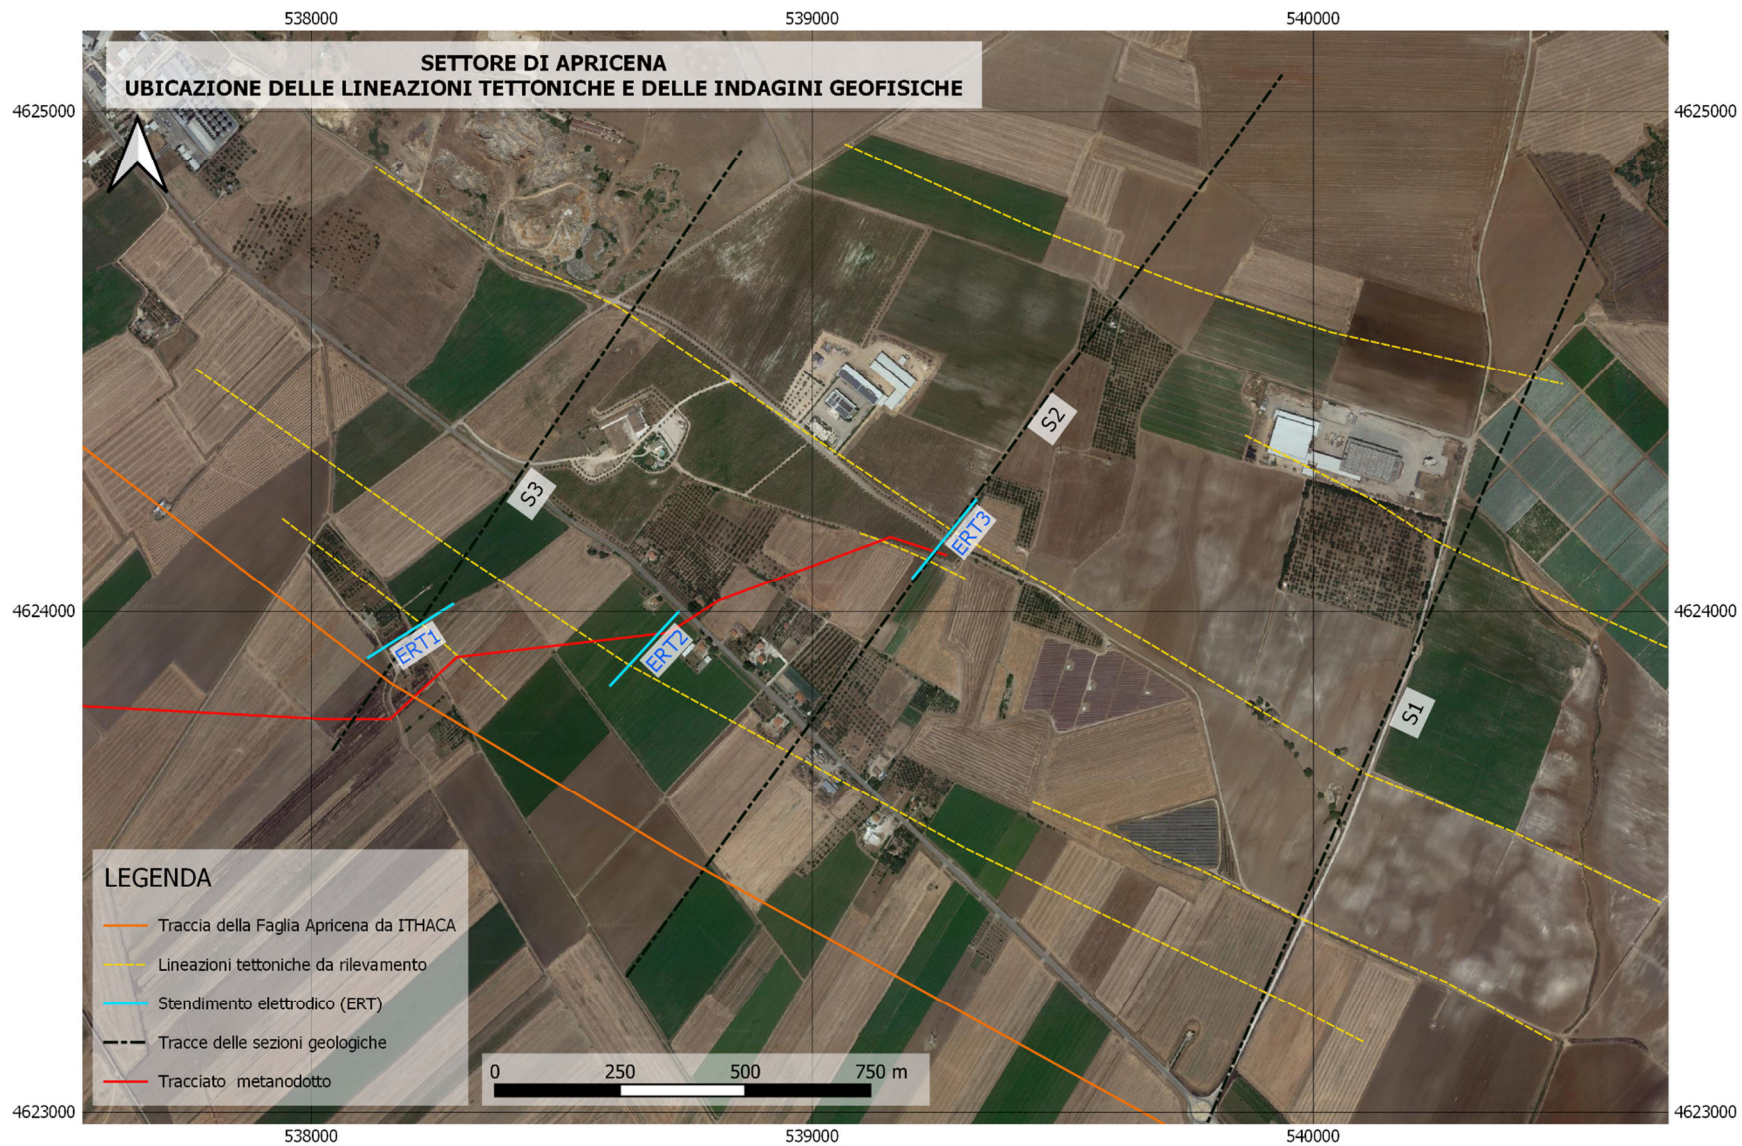 538000
539000
540000
SETTORE DI APRICENA
UBICAZIONE DELLE LINEAZIONI TETTONICHE E DELLE INDAGINI GEOFISICHE
4625000
4625000
S2
S3
ERT3
4624000
4624000
ERT1
ERT2
S1
LEGENDA
Traccia della Faglia Apricena da ITHACA
Lineazioni tettoniche da rilevamento
Stendimento elettrodico (ERT)
Tracce delle sezioni geologiche
Tracciato metanodotto
0 250 500 750 m
4623000
4623000
538000
539000
540000